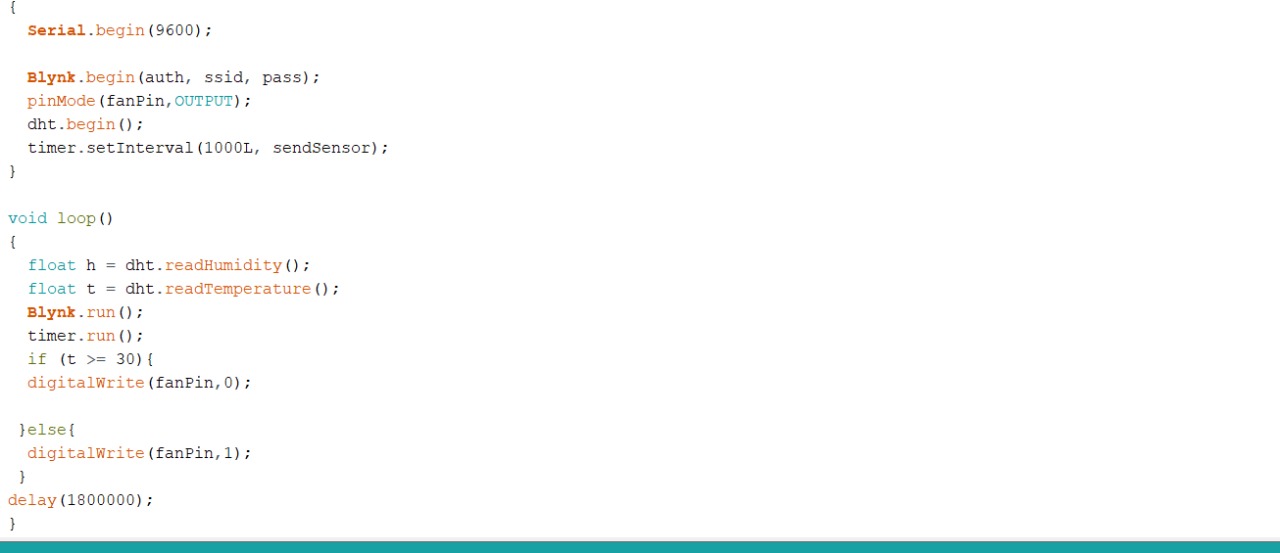 {
  Serial.begin(9600);
  Blynk.begin(auth, ssid, pass);
  pinMode(fanPin,OUTPUT);
  dht.begin();
  timer.setInterval(1000L, sendSensor);
}
void loop()
{
  float h = dht.readHumidity();
  float t = dht.readTemperature();
  Blynk.run();
  timer.run();
  if (t >= 30){
  digitalWrite(fanPin,0);
 }else{
  digitalWrite(fanPin,1);
 }
delay(1800000);
}